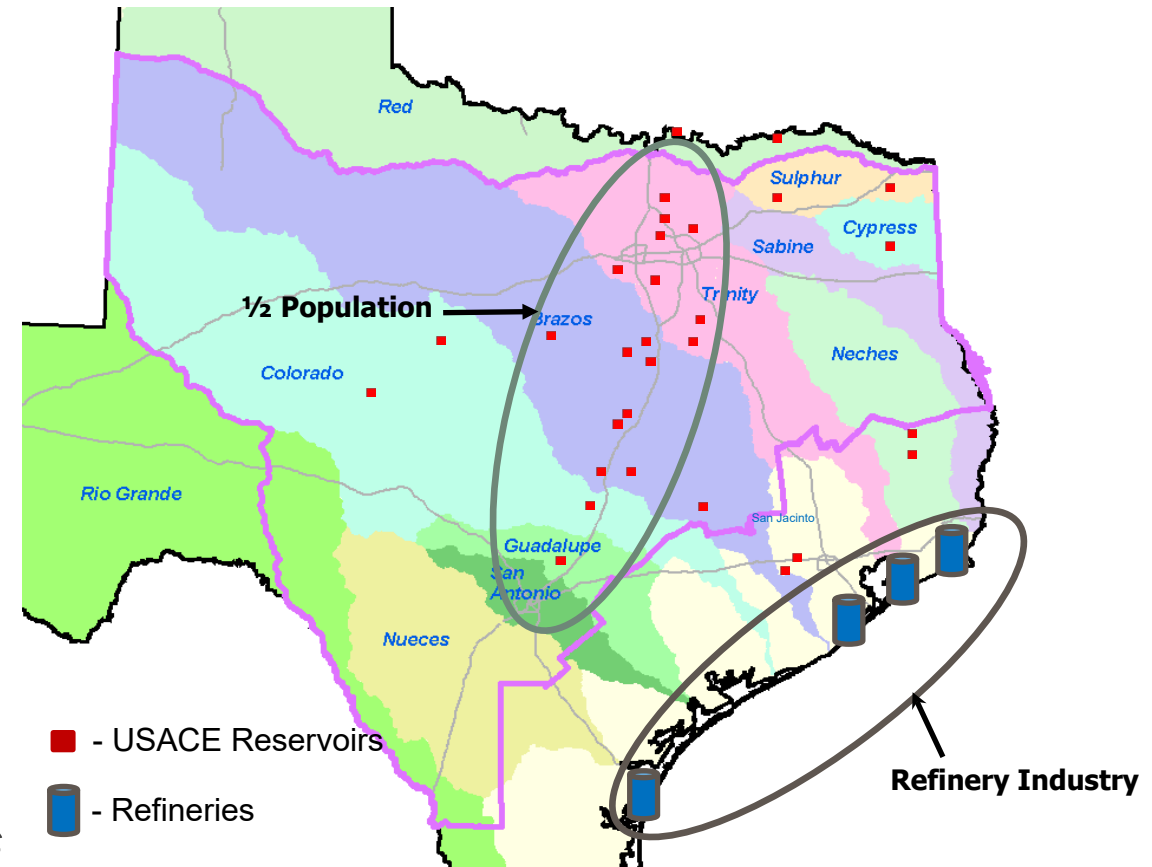 Red
Sulphur
Cypress
Sabine
Trinity
½ Population
Brazos
Neches
Colorado
Rio Grande
San Jacinto
Guadalupe
San
Antonio
Nueces
- USACE Reservoirs
Refinery Industry
- Refineries